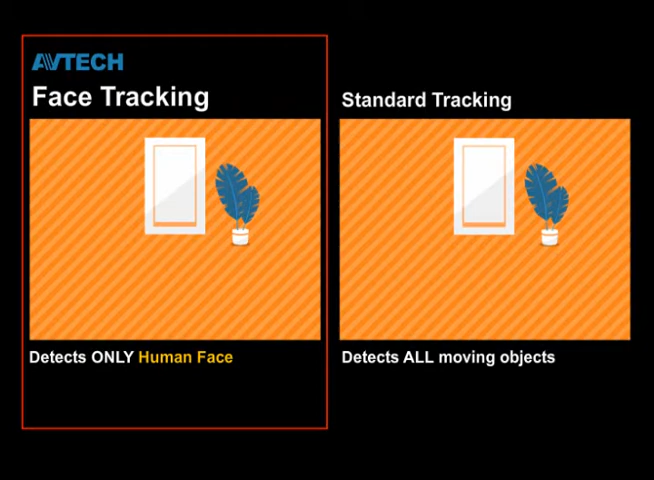 AVTECH
Face Tracking
Detects ONLY Human Face
Standard Tracking
Detects ALL moving objects